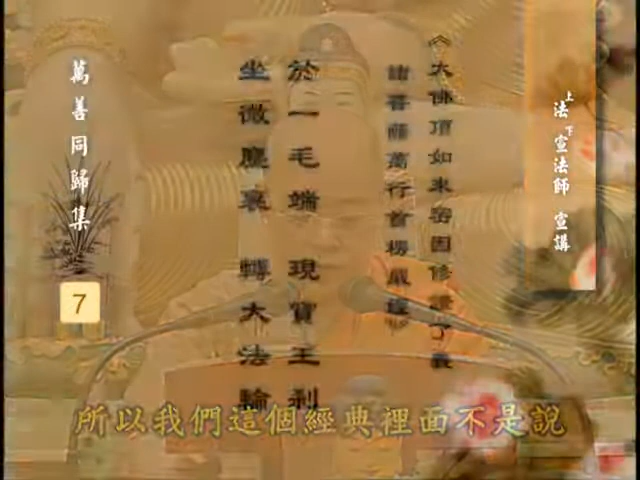 上法下宣法師 宣講
《大佛頂如來密因修證了義
諸菩薩萬行首楞嚴經》
於一毛端 現寶王剎
坐微塵裏 轉大法輪
萬善同歸集
7
所以我們這個經典裡面不是說